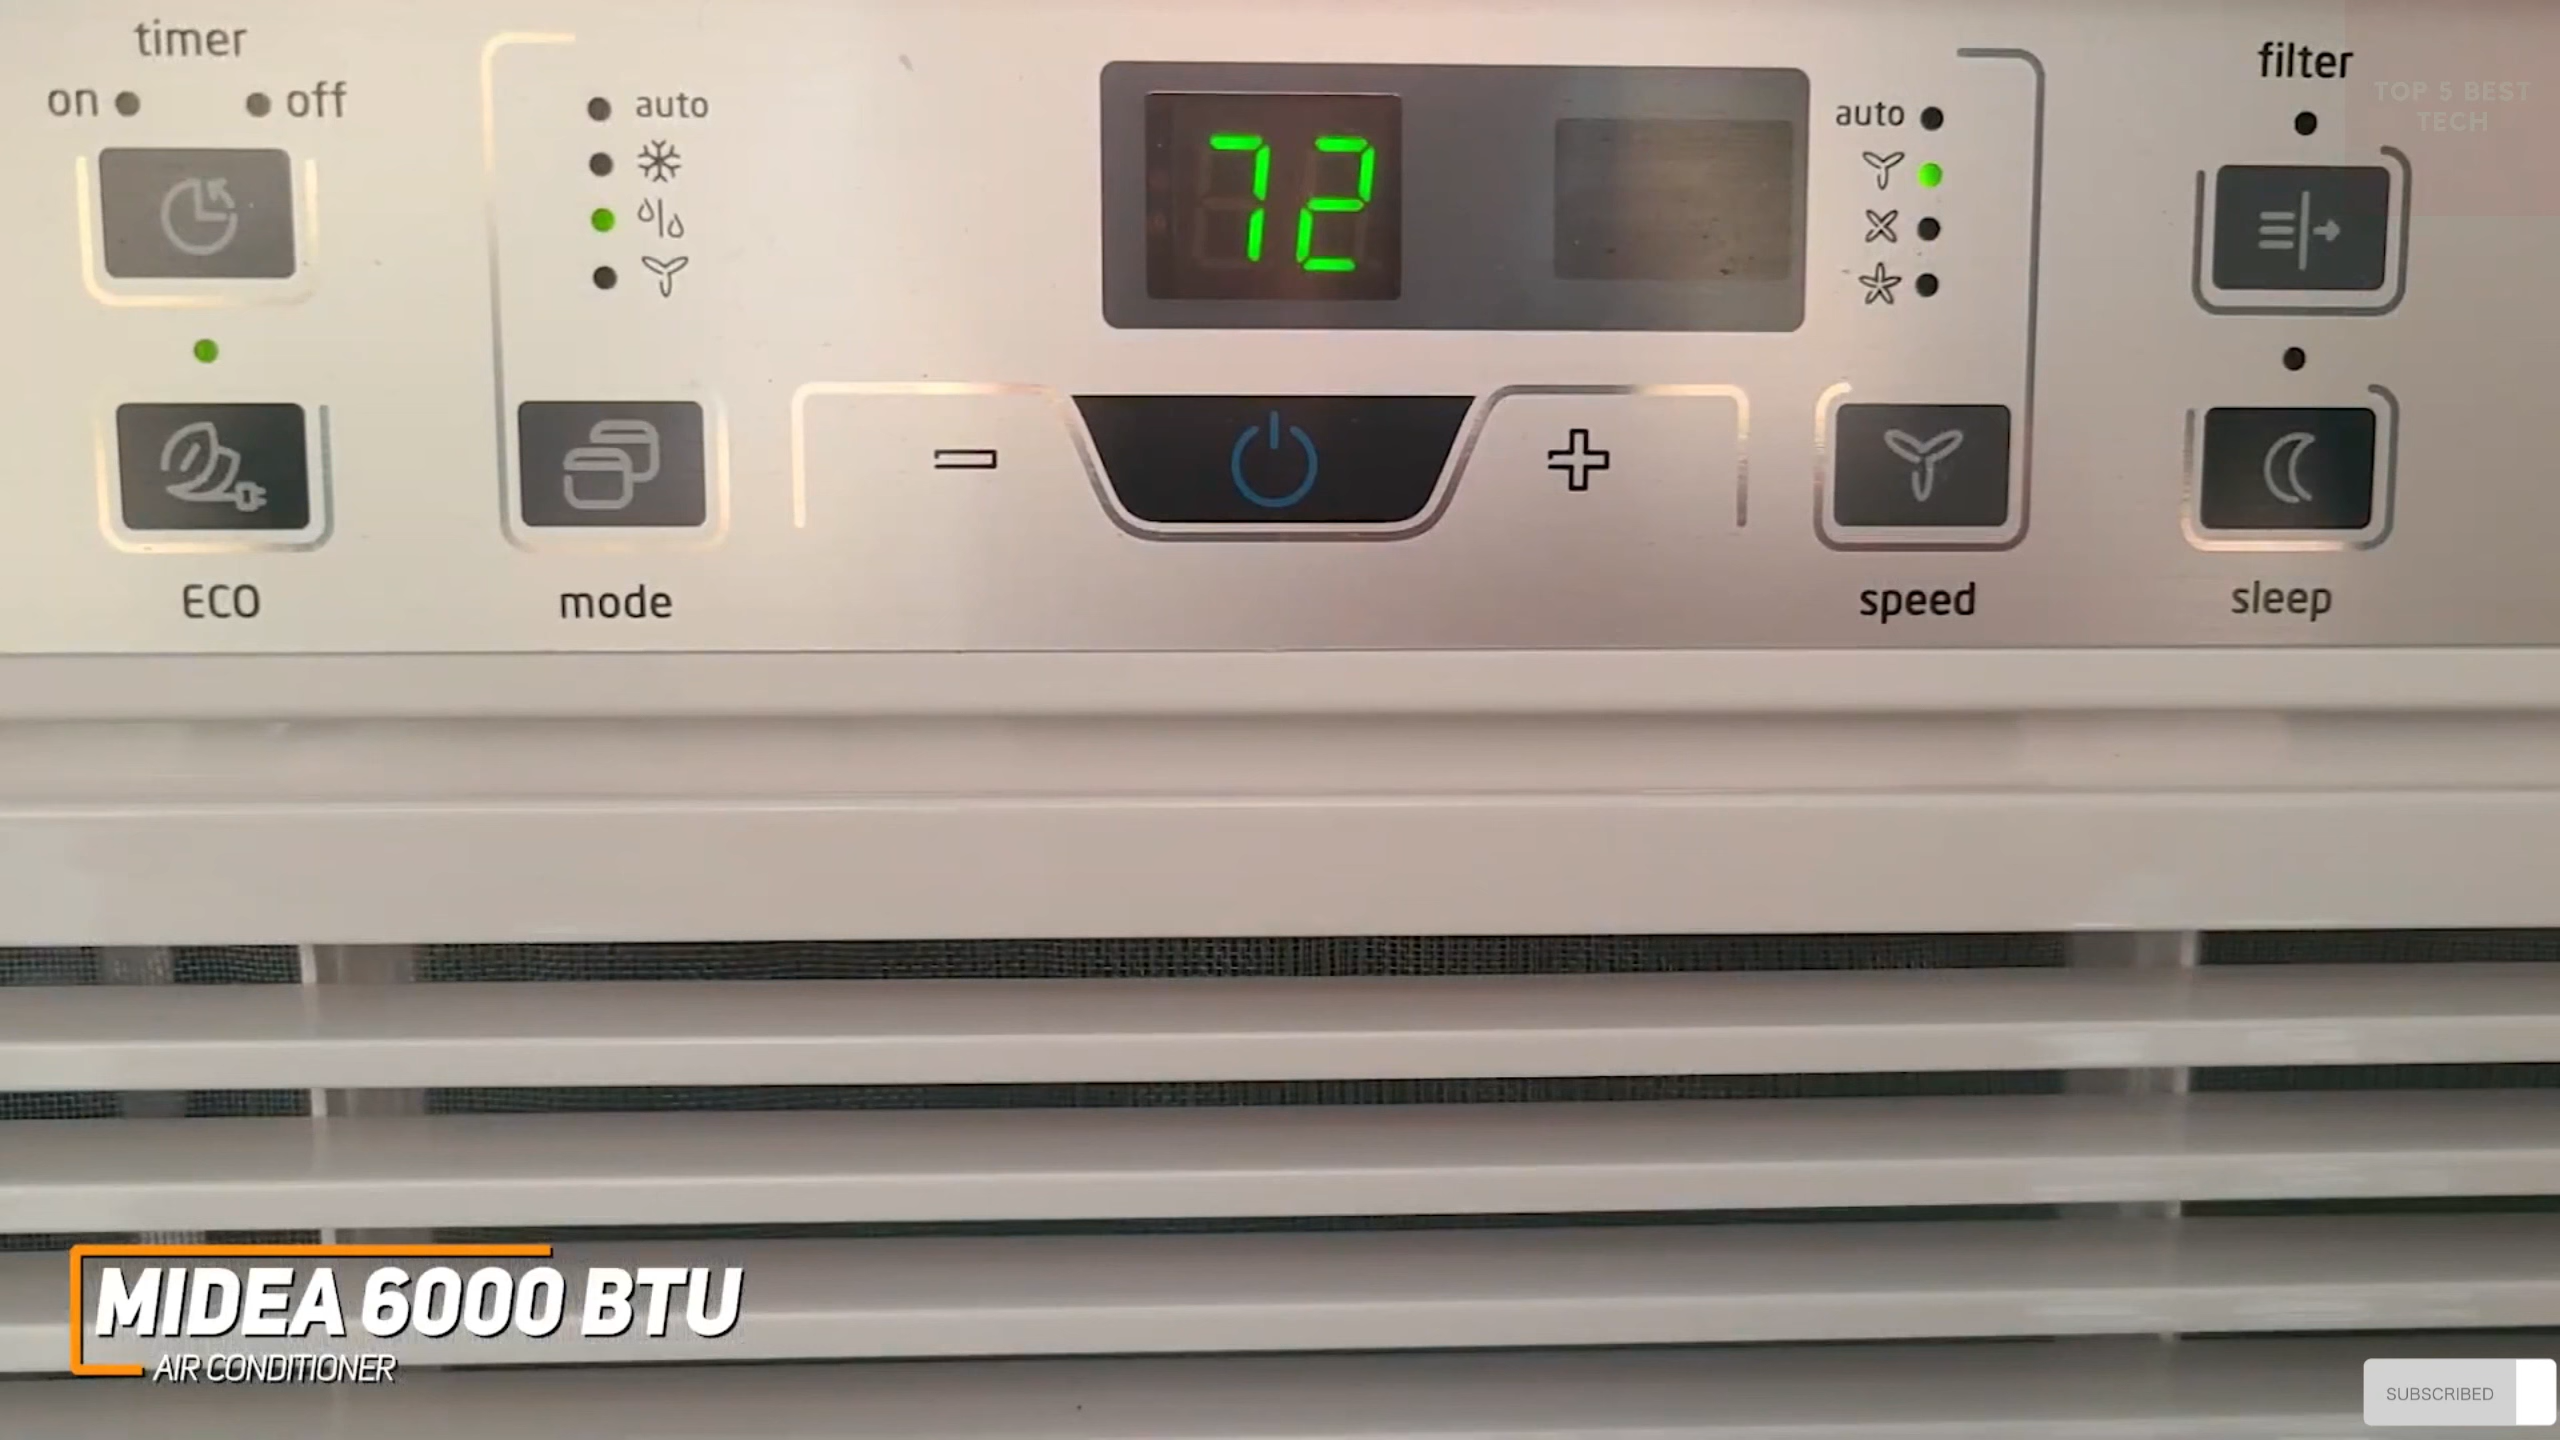 timer
on off
auto
72
auto
filter
TOP 5 BEST
TECH
ECO
mode
speed
sleep
MIDEA 6000 BTU
AIR CONDITIONER
SUBSCRIBED